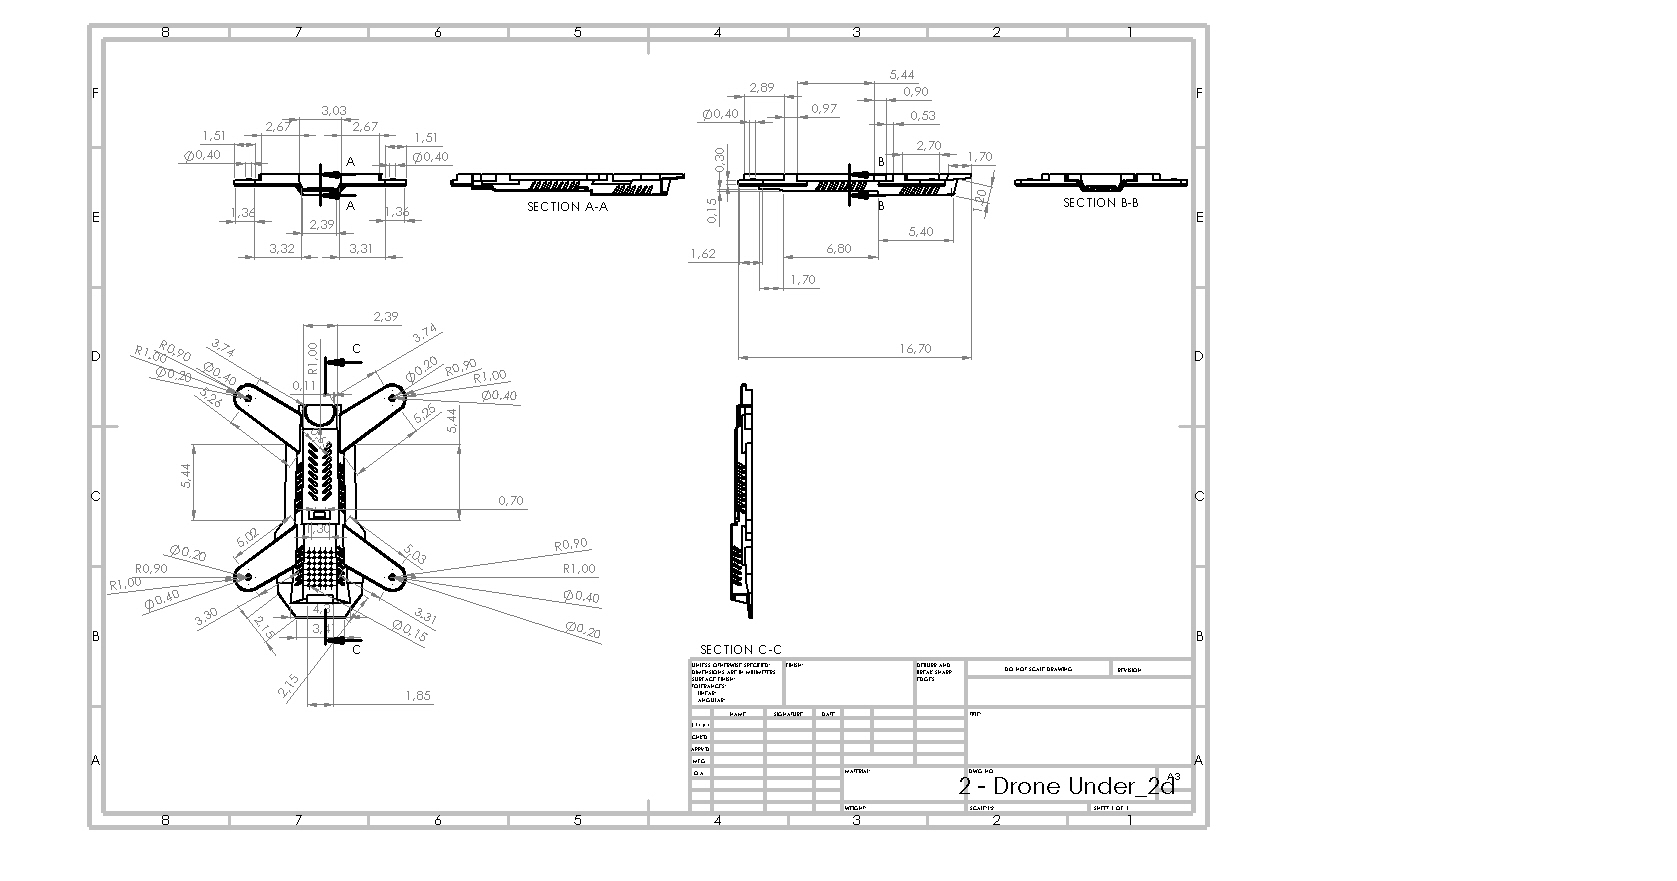 8 7 6 5 4 3 2 1
F F
E E
D D
C C
B B
A A
3,03
2,67 2,67
1,51 1,51
Ø0,40 Ø0,40
A
A
1,36 1,36
2,39
3,32 3,31
SECTION A-A
5,44
2,89 0,90
Ø0,40 0,97 0,53
2,70
1,70
0,30
B
B
0,15
1,20
5,40
1,62 6,80
1,70
16,70
SECTION B-B
2,39
3,74 3,74
R1,00
C
R0,90 R0,90
R1,00 R1,00
Ø0,40 Ø0,40
Ø0,20 Ø0,20
0,11
5,26 5,26
5,44 5,44
0,70
1,30
5,02 5,03
Ø0,20 R0,90
R0,90 R1,00
R1,00
Ø0,40 Ø0,40
Ø0,20
3,30 3,31
2,15 Ø0,15
C
2,15
1,85
SECTION C-C
UNLESS OTHERWISE SPECIFIED:
DIMENSIONS ARE IN MILLIMETERS
SURFACE FINISH:
TOLERANCES:
LINEAR:
ANGULAR:
FINISH:
DEBURR AND
BREAK SHARP
EDGES
DO NOT SCALE DRAWING
REVISION
NAME SIGNATURE DATE
TITLE:
CHK'D
APPV'D
MFG
Q.A
MATERIAL:
DWG NO.
2 - Drone Under_2d
A3
WEIGHT:
SHEET 1 OF 1
8 7 6 5 4 3 2 1